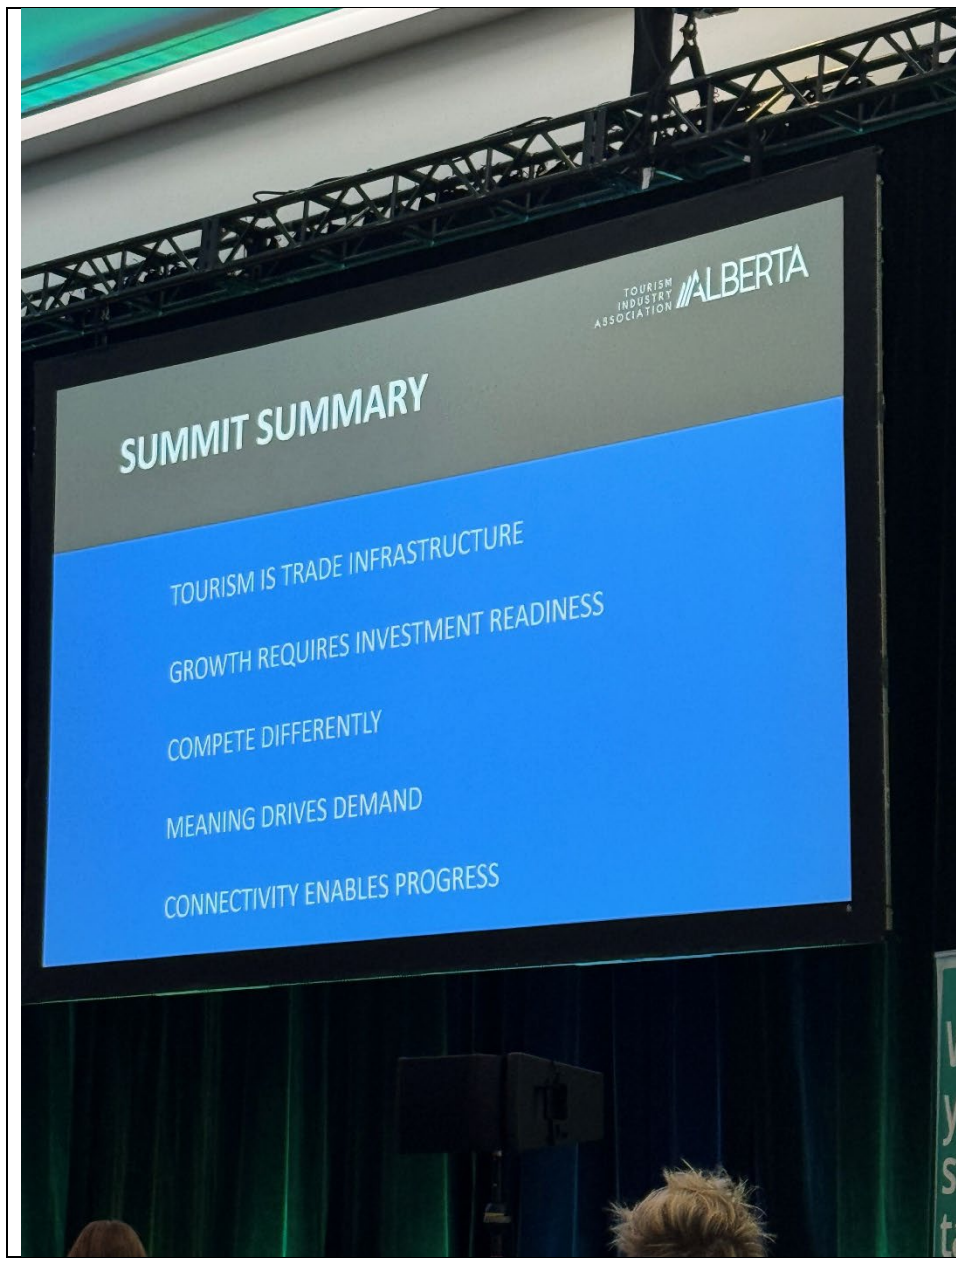 TOURISM
INDUSTRY
ASSOCIATION
ALBERTA
SUMMIT SUMMARY
TOURISM IS TRADE INFRASTRUCTURE
GROWTH REQUIRES INVESTMENT READINESS
COMPETE DIFFERENTLY
MEANING DRIVES DEMAND
CONNECTIVITY ENABLES PROGRESS